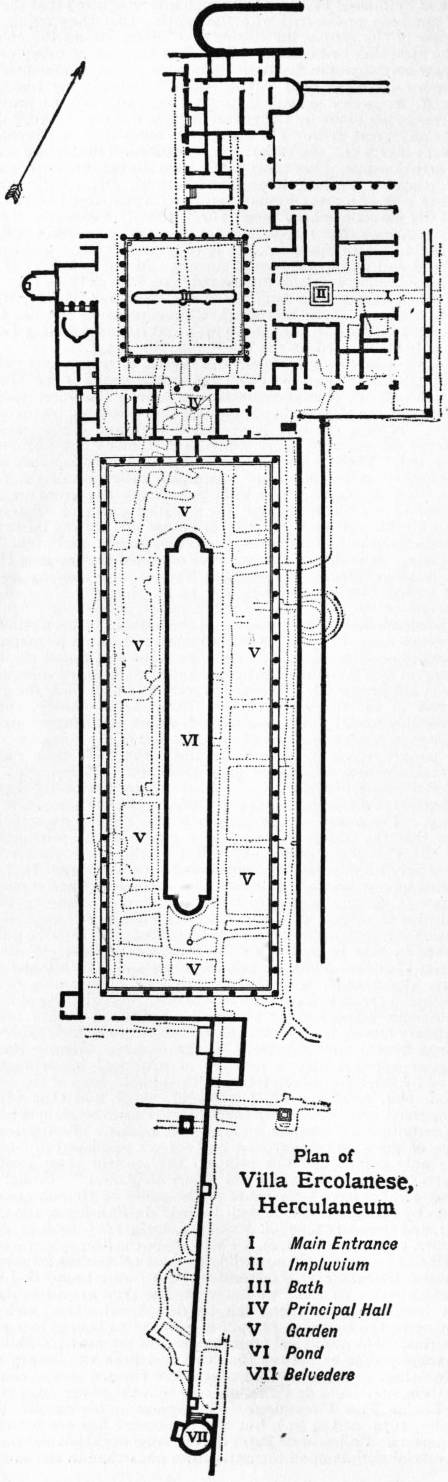 II
I
III
IV
V
V
V
VI
V
V
V
Plan of
Villa Ercolanese,
Herculaneum
I Main Entrance
II Impluvium
III Bath
IV Principal Hall
V Garden
VI Pond
VII Belvedere
VII